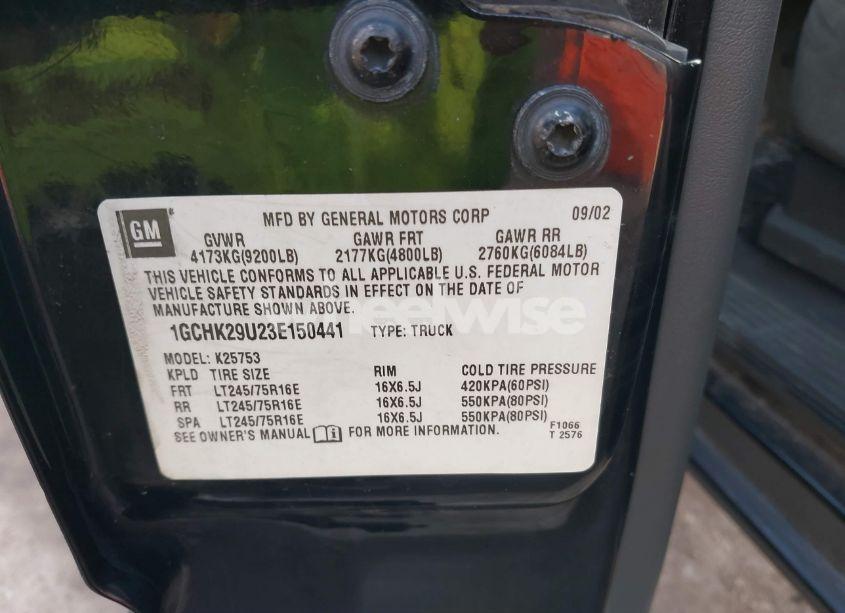 GM
MFD BY GENERAL MOTORS CORP 09/02
GVWR GAWR FRT GAWR RR
4173KG(9200LB) 2177KG(4800LB) 2760KG(6084LB)
THIS VEHICLE CONFORMS TO ALL APPLICABLE U.S. FEDERAL MOTOR
VEHICLE SAFETY STANDARDS IN EFFECT ON THE DATE OF
MANUFACTURE SHOWN ABOVE.
1GCHK29U23E150441 TYPE: TRUCK
MODEL: K25753
KPLD TIRE SIZE RIM COLD TIRE PRESSURE
FRT LT245/75R16E 16X6.5J 420KPA(60PSI)
RR LT245/75R16E 16X6.5J 550KPA(80PSI)
SPA LT245/75R16E 16X6.5J 550KPA(80PSI)
SEE OWNER'S MANUAL FOR MORE INFORMATION.
F1066
T 2576